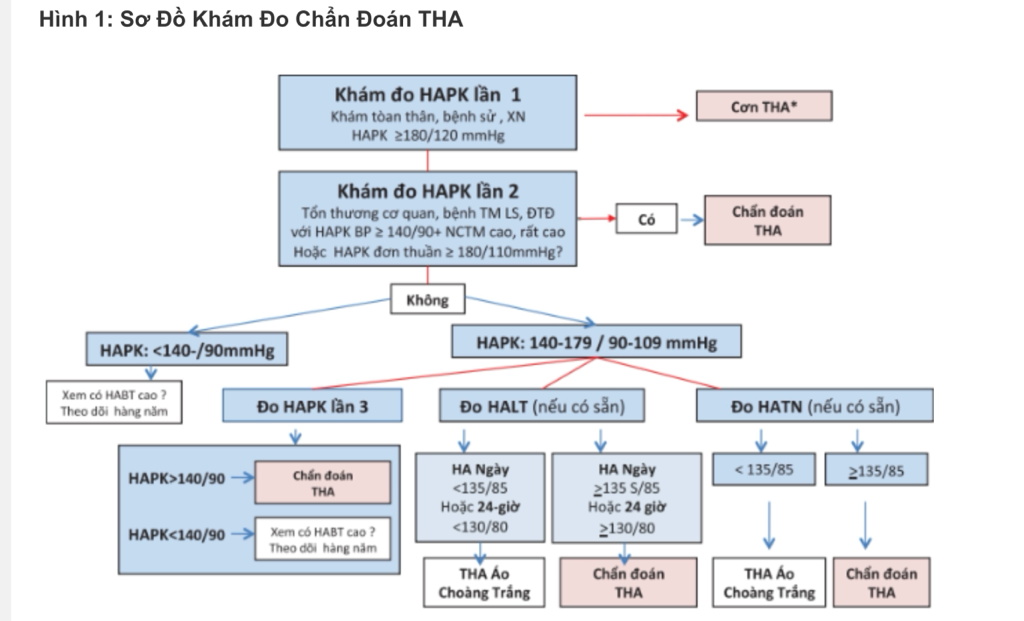 Hình 1: Sơ Đồ Khám Đo Chẩn Đoán THA
Khám đo HAPK lần 1
Khám tòan thân, bệnh sử , XN
HAPK ≥180/120 mmHg
Cơn THA*
Khám đo HAPK lần 2
Tổn thương cơ quan, bệnh TM LS, ĐTĐ
với HAPK BP ≥ 140/90+ NCTM cao, rất cao
Hoặc HAPK đơn thuần ≥ 180/110mmHg?
Có
Chẩn đoán
THA
Không
HAPK: <140-/90mmHg
HAPK: 140-179 / 90-109 mmHg
Xem có HABT cao ?
Theo dõi hàng năm
Đo HAPK lần 3
Đo HALT (nếu có sẵn)
Đo HATN (nếu có sẵn)
HAPK>140/90
Chẩn đoán
THA
HAPK<140/90
Xem có HABT cao ?
Theo dõi hàng năm
HA Ngày
<135/85
Hoặc 24-giờ
<130/80
HA Ngày
≥135 S/85
Hoặc 24 giờ
≥130/80
< 135/85
≥135/85
THA Áo
Choàng Trắng
Chẩn đoán
THA
THA Áo
Choàng Trắng
Chẩn đoán
THA